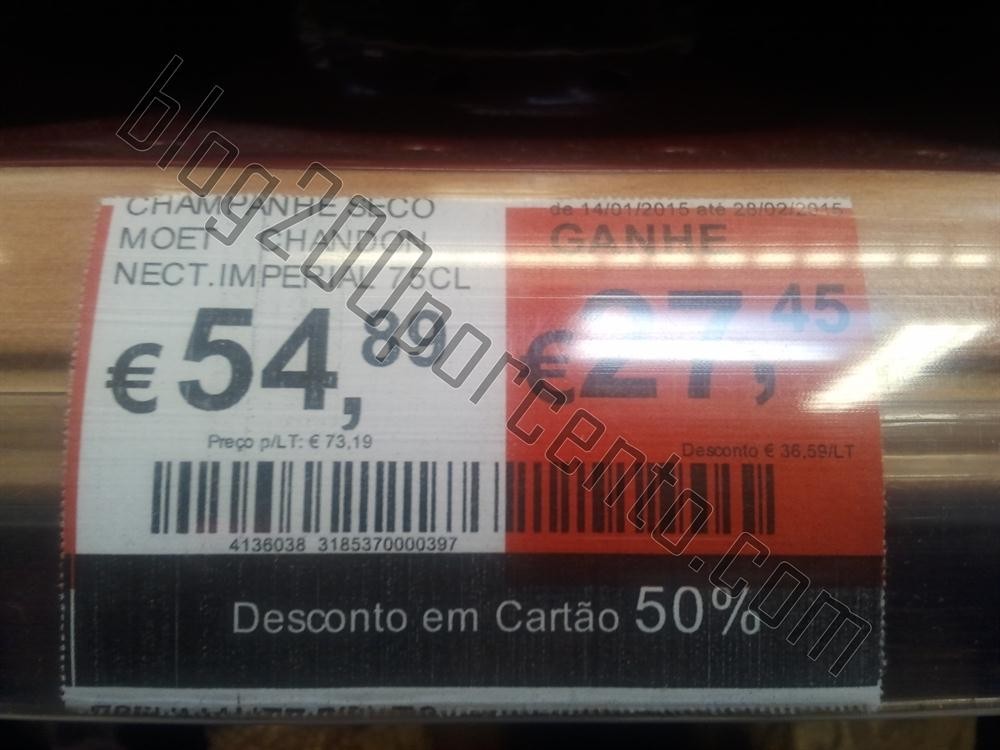 CHAMPANHE SECO
MOET CHANDON
NECT.IMPERIAL 75CL
€54,89
Preço p/LT: € 73,19
de 14/01/2015 até 28/02/2015
GANHE
€27,45
Desconto € 36,59/LT
4136038 3185370000397
Desconto em Cartão 50%
blog200porcento.com